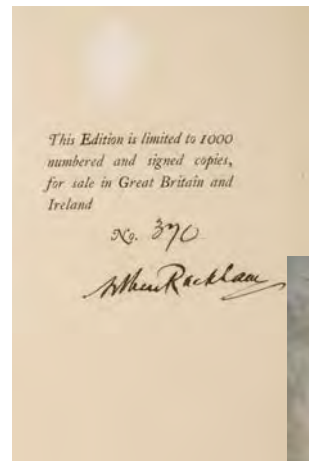 This Edition is limited to 1000
numbered and signed copies,
for sale in Great Britain and
Ireland
No. 370
Arthur Rackham